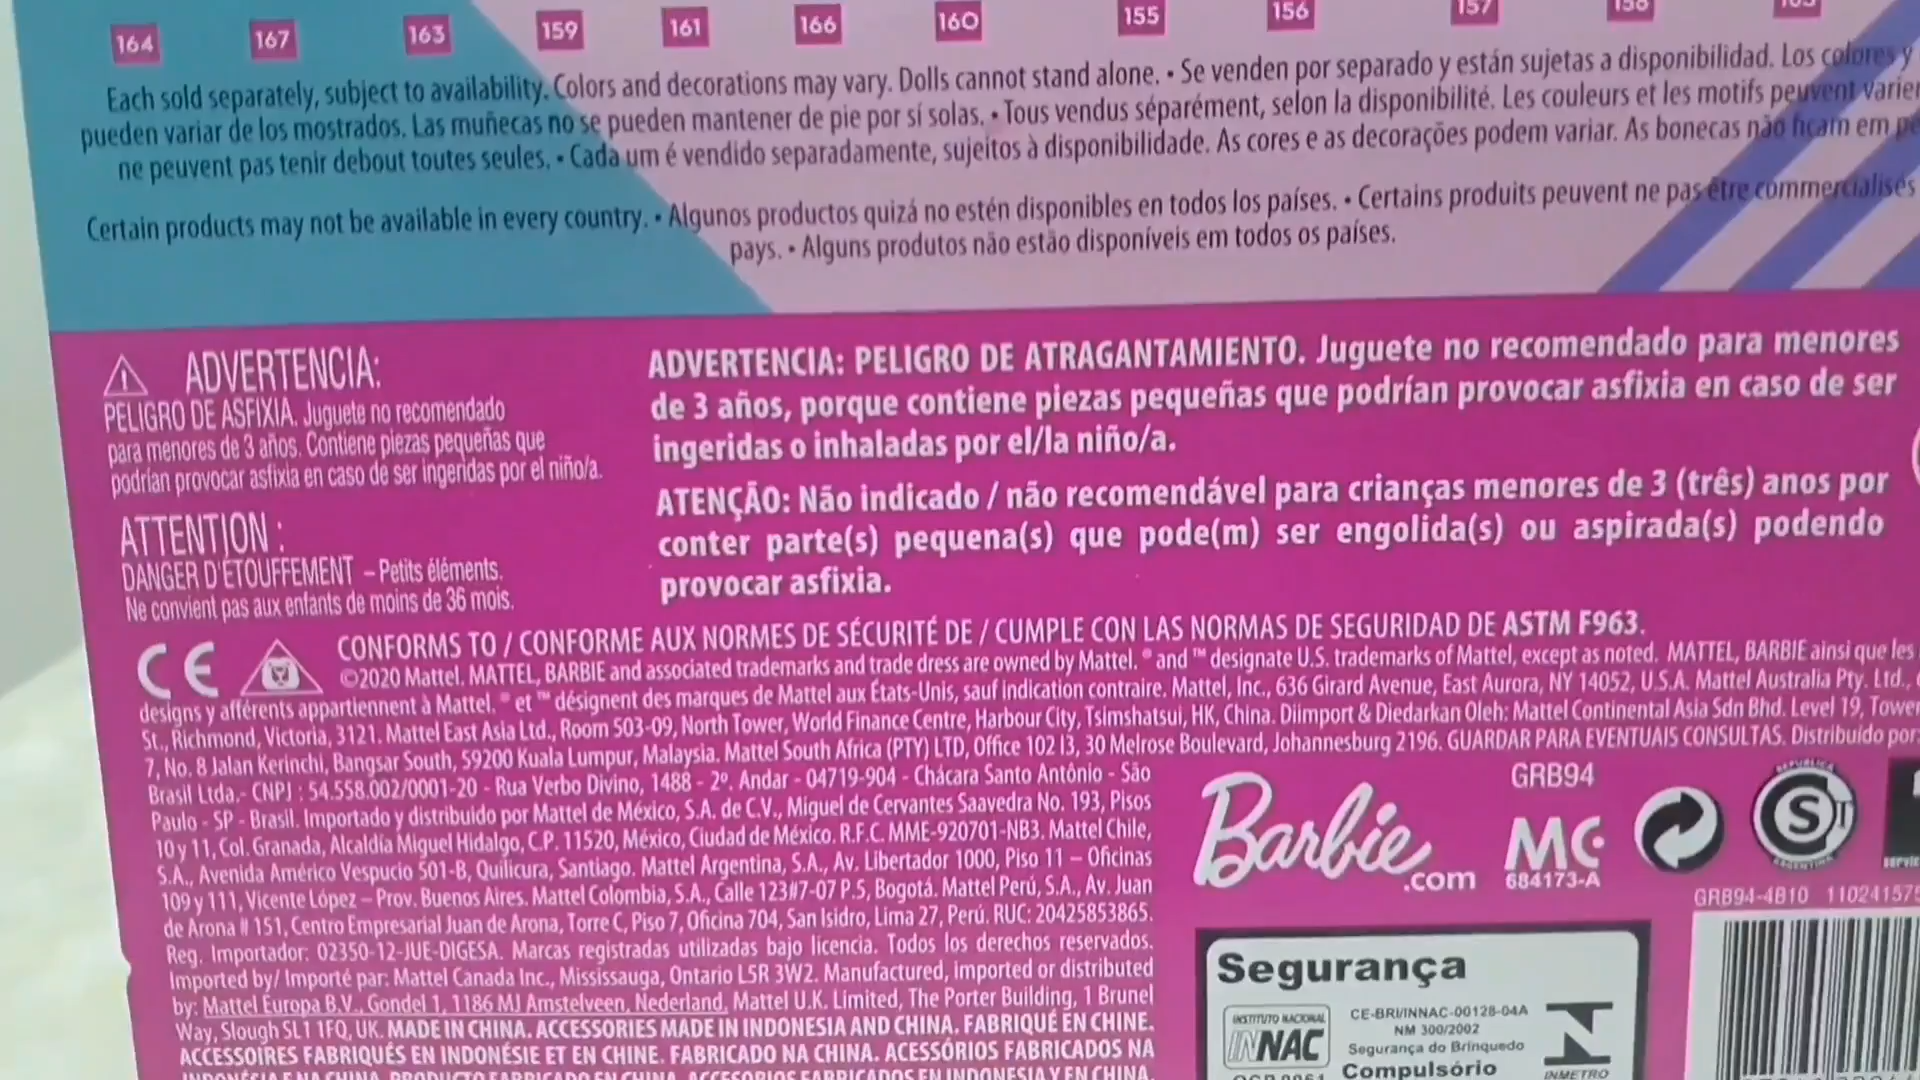 164 167 163 159 161 166 160 155 156 157 158
Each sold separately, subject to availability. Colors and decorations may vary. Dolls cannot stand alone. • Se venden por separado y están sujetas a disponibilidad. Los colores y
pueden variar de los mostrados. Las muñecas no se pueden mantener de pie por sí solas. • Tous vendus séparément, selon la disponibilité. Les couleurs et les motifs peuvent varier
ne peuvent pas tenir debout toutes seules. • Cada um é vendido separadamente, sujeitos à disponibilidade. As cores e as decorações podem variar. As bonecas não ficam em
Certain products may not be available in every country. • Algunos productos quizá no estén disponibles en todos los países. • Certains produits peuvent ne pas être commercialisés
pays. • Alguns produtos não estão disponíveis em todos os países.
ADVERTENCIA:
PELIGRO DE ASFIXIA. Juguete no recomendado
para menores de 3 años. Contiene piezas pequeñas que
podrían provocar asfixia en caso de ser ingeridas por el niño/a.
ATTENTION :
DANGER D'ÉTOUFFEMENT – Petits éléments.
Ne convient pas aux enfants de moins de 36 mois.
ADVERTENCIA: PELIGRO DE ATRAGANTAMIENTO. Juguete no recomendado para menores
de 3 años, porque contiene piezas pequeñas que podrían provocar asfixia en caso de ser
ingeridas o inhaladas por el/la niño/a.
ATENÇÃO: Não indicado / não recomendável para crianças menores de 3 (três) anos por
conter parte(s) pequena(s) que pode(m) ser engolida(s) ou aspirada(s) podendo
provocar asfixia.
CE CONFORMS TO / CONFORME AUX NORMES DE SÉCURITÉ DE / CUMPLE CON LAS NORMAS DE SEGURIDAD DE ASTM F963.
©2020 Mattel. MATTEL, BARBIE and associated trademarks and trade dress are owned by Mattel. ® and ™ designate U.S. trademarks of Mattel, except as noted. MATTEL, BARBIE ainsi que les
designs y afférents appartiennent à Mattel. ® et ™ désignent des marques de Mattel aux États-Unis, sauf indication contraire. Mattel, Inc., 636 Girard Avenue, East Aurora, NY 14052, U.S.A. Mattel Australia Pty. Ltd.,
St., Richmond, Victoria, 3121. Mattel East Asia Ltd., Room 503-09, North Tower, World Finance Centre, Harbour City, Tsimshatsui, HK, China. Diimport & Diedarkan Oleh: Mattel Continental Asia Sdn Bhd. Level 19, Tower
7, No. 8 Jalan Kerinchi, Bangsar South, 59200 Kuala Lumpur, Malaysia. Mattel South Africa (PTY) LTD, Office 102 I3, 30 Melrose Boulevard, Johannesburg 2196. GUARDAR PARA EVENTUAIS CONSULTAS. Distribuído por:
Brasil Ltda.- CNPJ : 54.558.002/0001-20 - Rua Verbo Divino, 1488 - 2º. Andar - 04719-904 - Chácara Santo Antônio - São
Paulo - SP - Brasil. Importado y distribuido por Mattel de México, S.A. de C.V., Miguel de Cervantes Saavedra No. 193, Pisos
10 y 11, Col. Granada, Alcaldía Miguel Hidalgo, C.P. 11520, México, Ciudad de México. R.F.C. MME-920701-NB3. Mattel Chile,
S.A., Avenida Américo Vespucio 501-B, Quilicura, Santiago. Mattel Argentina, S.A., Av. Libertador 1000, Piso 11 – Oficinas
109 y 111, Vicente López – Prov. Buenos Aires. Mattel Colombia, S.A., Calle 123#7-07 P.5, Bogotá. Mattel Perú, S.A., Av. Juan
de Arona # 151, Centro Empresarial Juan de Arona, Torre C, Piso 7, Oficina 704, San Isidro, Lima 27, Perú. RUC: 20425853865.
Reg. Importador: 02350-12-JUE-DIGESA. Marcas registradas utilizadas bajo licencia. Todos los derechos reservados.
Imported by/ Importé par: Mattel Canada Inc., Mississauga, Ontario L5R 3W2. Manufactured, imported or distributed
by: Mattel Europa B.V., Gondel 1, 1186 MJ Amstelveen, Nederland. Mattel U.K. Limited, The Porter Building, 1 Brunel
Way, Slough SL1 1FQ, UK. MADE IN CHINA. ACCESSORIES MADE IN INDONESIA AND CHINA. FABRIQUÉ EN CHINE.
ACCESSOIRES FABRIQUÉS EN INDONÉSIE ET EN CHINE. FABRICADO NA CHINA. ACESSÓRIOS FABRICADOS NA
INDONÉSIA E NA CHINA. PRODUCTO FABRICADO EN CHINA. ACCESORIOS FABRICADOS EN INDONESIA Y EN CHINA.
Barbie.com
GRB94
MC
684173-A
S
ARGENTINA
GRB94-4B10
Segurança
INSTITUTO NACIONAL
INNAC
CE-BRI/INNAC-00128-04A
NM 300/2002
Segurança do Brinquedo
Compulsório
INMETRO